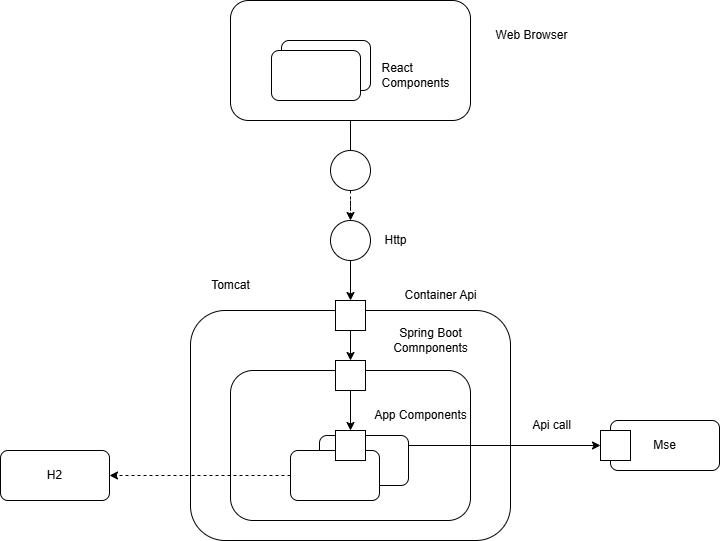 Web Browser
React
Components
Http
Tomcat
Container Api
Spring Boot
Comnponents
App Components
Api call
Mse
H2